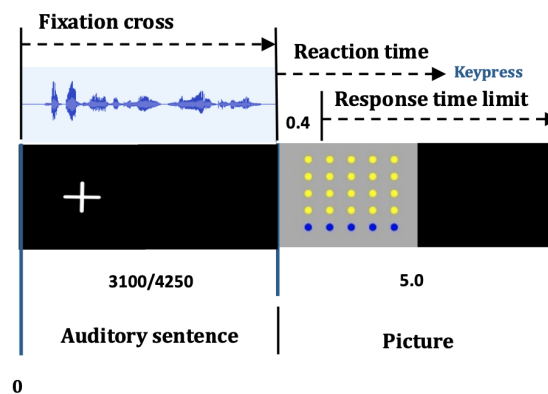 Fixation cross
Reaction time
Keypress
0.4
Response time limit
3100/4250
5.0
Auditory sentence
Picture
0